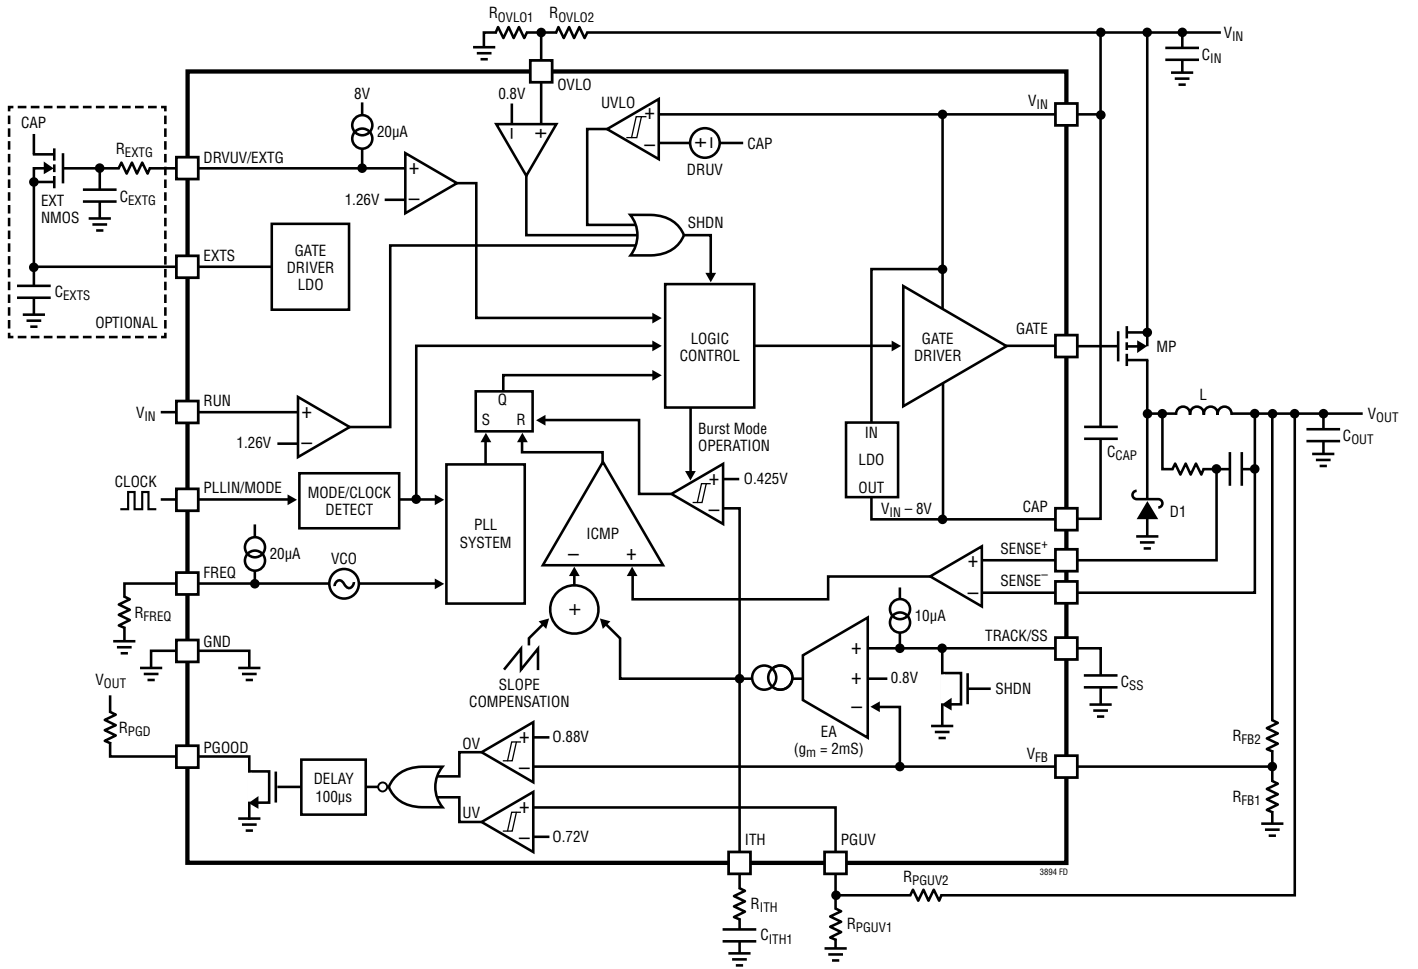 ROVLO1 ROVLO2
VIN
CIN
OVLO
8V
0.8V
UVLO
+
VIN
CAP
20µA
–
+
–
+ –
CAP
REXTG
DRVUV/EXTG
+
DRUV
EXT
NMOS
CEXTG
1.26V
–
SHDN
EXTS
GATE
DRIVER
LDO
CEXTS
OPTIONAL
LOGIC
CONTROL
GATE
DRIVER
GATE
MP
Q
S R
L
VIN
RUN
+
VOUT
1.26V
–
Burst Mode
OPERATION
IN
LDO
OUT
COUT
CCAP
CLOCK
PLLIN/MODE
MODE/CLOCK
DETECT
+
0.425V
–
VIN – 8V
CAP
D1
PLL
SYSTEM
ICMP
– +
20µA
VCO
SENSE+
+
FREQ
SENSE–
–
RFREQ
+
10µA
GND
TRACK/SS
+
+
0.8V
–
SHDN
CSS
VOUT
SLOPE
COMPENSATION
RPGD
EA
(gm = 2mS)
RFB2
PGOOD
OV
+
0.88V
–
VFB
DELAY
100µs
RFB1
UV
+
–
0.72V
ITH
PGUV
3894 FD
RPGUV2
RITH
RPGUV1
CITH1